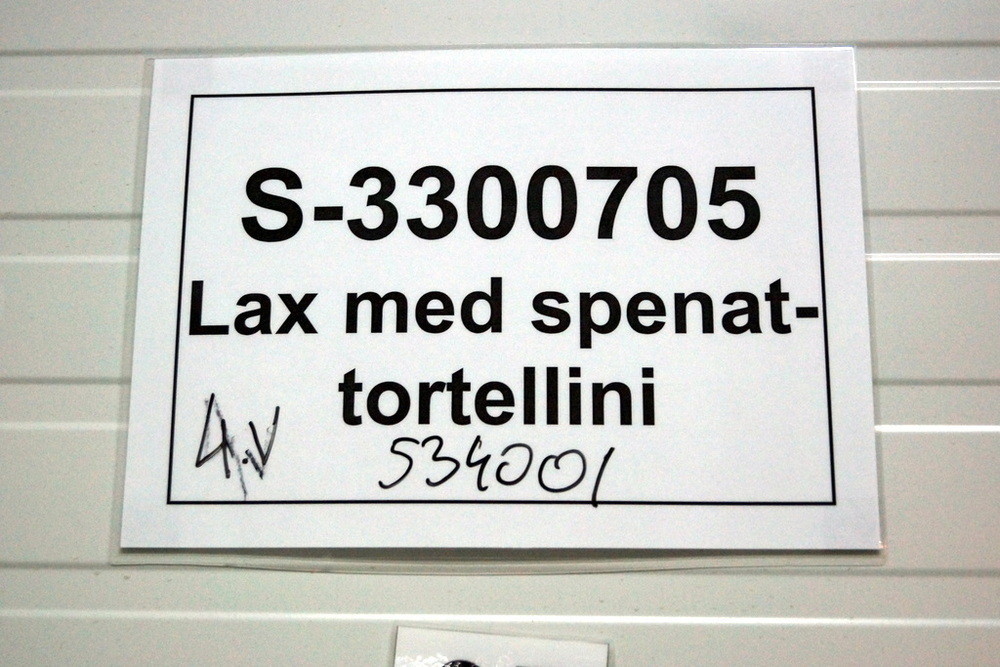 S-3300705
Lax med spenat-
tortellini
4.V
534001